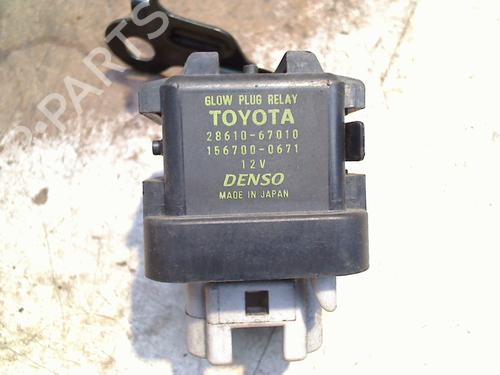 GLOW PLUG RELAY
TOYOTA
28610-67010
156700-0671
12V
DENSO
MADE IN JAPAN